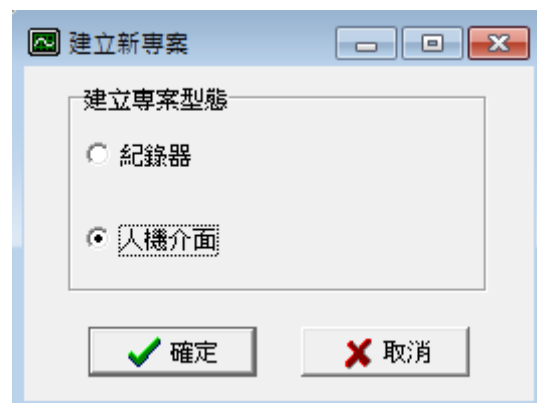 建立新專案
建立專案型態
紀錄器
人機介面
確定
取消